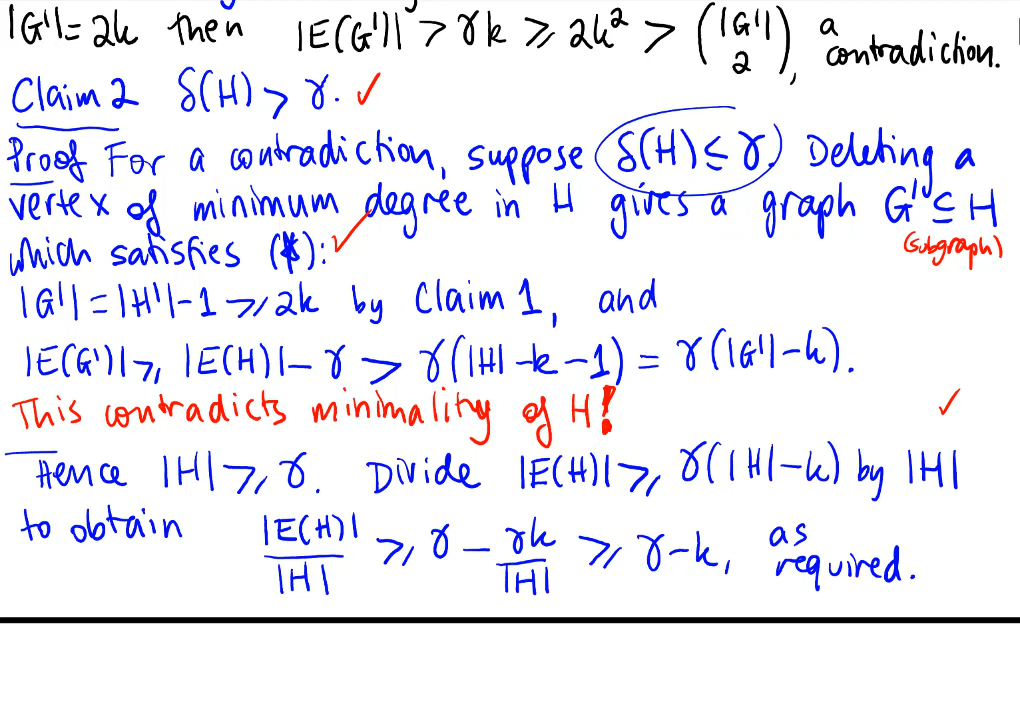 |G'| = 2k then |E(G')| > γk ≥ 2k² > (|G'| 2), a contradiction.
Claim 2 δ(H) > γ. ✓
Proof For a contradiction, suppose δ(H) ≤ γ. Deleting a
vertex of minimum degree in H gives a graph G' ⊆ H
(subgraph)
which satisfies (*): ✓
|G'| = |H'| - 1 ≥ 2k by Claim 1, and
|E(G')| ≥ |E(H)| - γ > γ(|H| - k - 1) = γ(|G'| - k).
This contradicts minimality of H! ✓
Hence |H| ≥ γ. Divide |E(H)| ≥ γ(|H| - k) by |H|
to obtain |E(H)| / |H| ≥ γ - γk / |H| ≥ γ - k, as required.